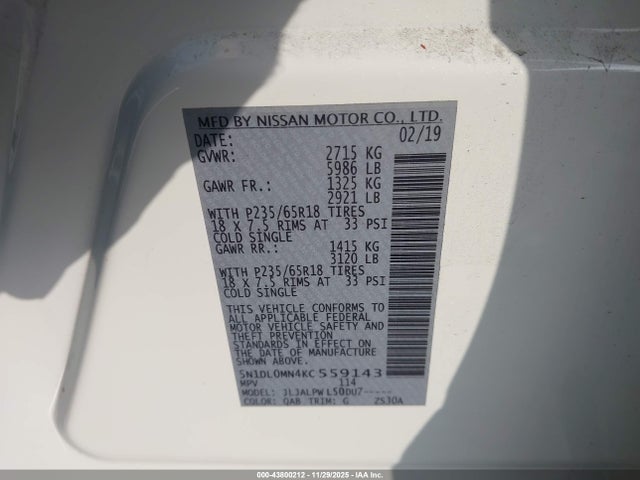 MFD BY NISSAN MOTOR CO., LTD.
DATE: 02/19
GVWR: 2715 KG
5986 LB
GAWR FR.: 1325 KG
2921 LB
WITH P235/65R18 TIRES
18 X 7.5 RIMS AT 33 PSI
COLD SINGLE
GAWR RR.: 1415 KG
3120 LB
WITH P235/65R18 TIRES
18 X 7.5 RIMS AT 33 PSI
COLD SINGLE
THIS VEHICLE CONFORMS TO
ALL APPLICABLE FEDERAL
MOTOR VEHICLE SAFETY AND
THEFT PREVENTION
STANDARDS IN EFFECT ON
THE DATE OF MANUFACTURE
SHOWN ABOVE.
5N1DL0MN4KC559143
MPV 114
MODEL: JLJALPWL50DUZ-----
COLOR: QAB TRIM: G ZSJ0A
000-43800212 - 11/29/2025 - IAA Inc.